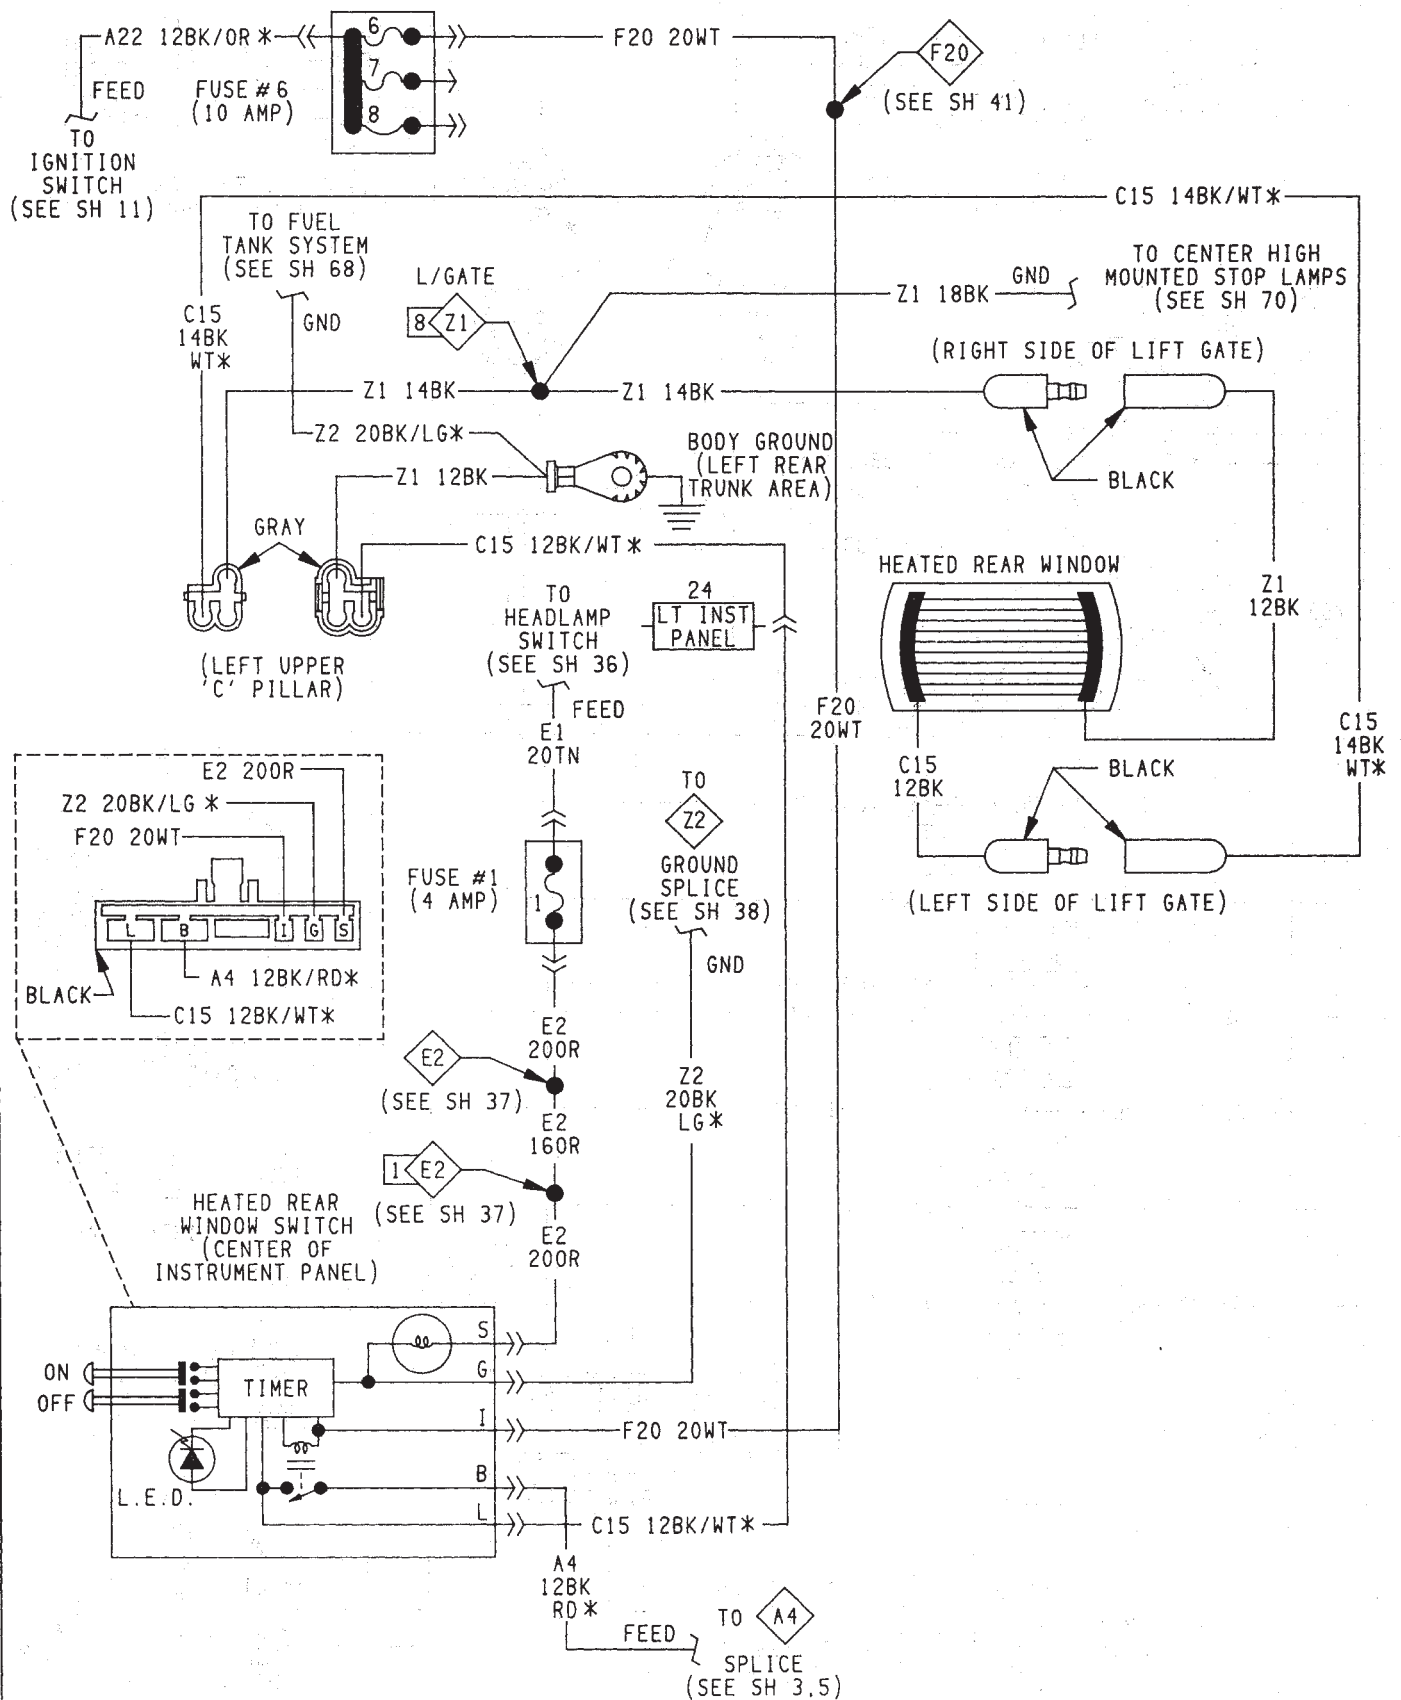 A22 12BK/OR *
6
F20 20WT
F20
(SEE SH 41)
FEED
FUSE #6
(10 AMP)
7
8
TO
IGNITION
SWITCH
(SEE SH 11)
C15 14BK/WT*
TO FUEL
TANK SYSTEM
(SEE SH 68)
GND
L/GATE
8 Z1
Z1 18BK
GND
TO CENTER HIGH
MOUNTED STOP LAMPS
(SEE SH 70)
C15
14BK
WT*
(RIGHT SIDE OF LIFT GATE)
Z1 14BK
Z1 14BK
BLACK
Z2 20BK/LG*
BODY GROUND
(LEFT REAR
TRUNK AREA)
Z1 12BK
GRAY
C15 12BK/WT*
HEATED REAR WINDOW
Z1
12BK
TO
HEADLAMP
SWITCH
(SEE SH 36)
24
LT INST
PANEL
(LEFT UPPER
'C' PILLAR)
FEED
E1
20TN
F20
20WT
C15
12BK
C15
14BK
WT*
BLACK
(LEFT SIDE OF LIFT GATE)
E2 20OR
Z2 20BK/LG *
F20 20WT
L
B
I
G
S
A4 12BK/RD*
BLACK
C15 12BK/WT*
FUSE #1
(4 AMP)
1
TO
Z2
GROUND
SPLICE
(SEE SH 38)
GND
E2
20OR
E2
(SEE SH 37)
E2
16OR
Z2
20BK
LG*
1 E2
(SEE SH 37)
E2
20OR
HEATED REAR
WINDOW SWITCH
(CENTER OF
INSTRUMENT PANEL)
S
ON
OFF
TIMER
G
I
F20 20WT
L.E.D.
B
L
C15 12BK/WT*
A4
12BK
RD*
FEED
TO A4
SPLICE
(SEE SH 3,5)